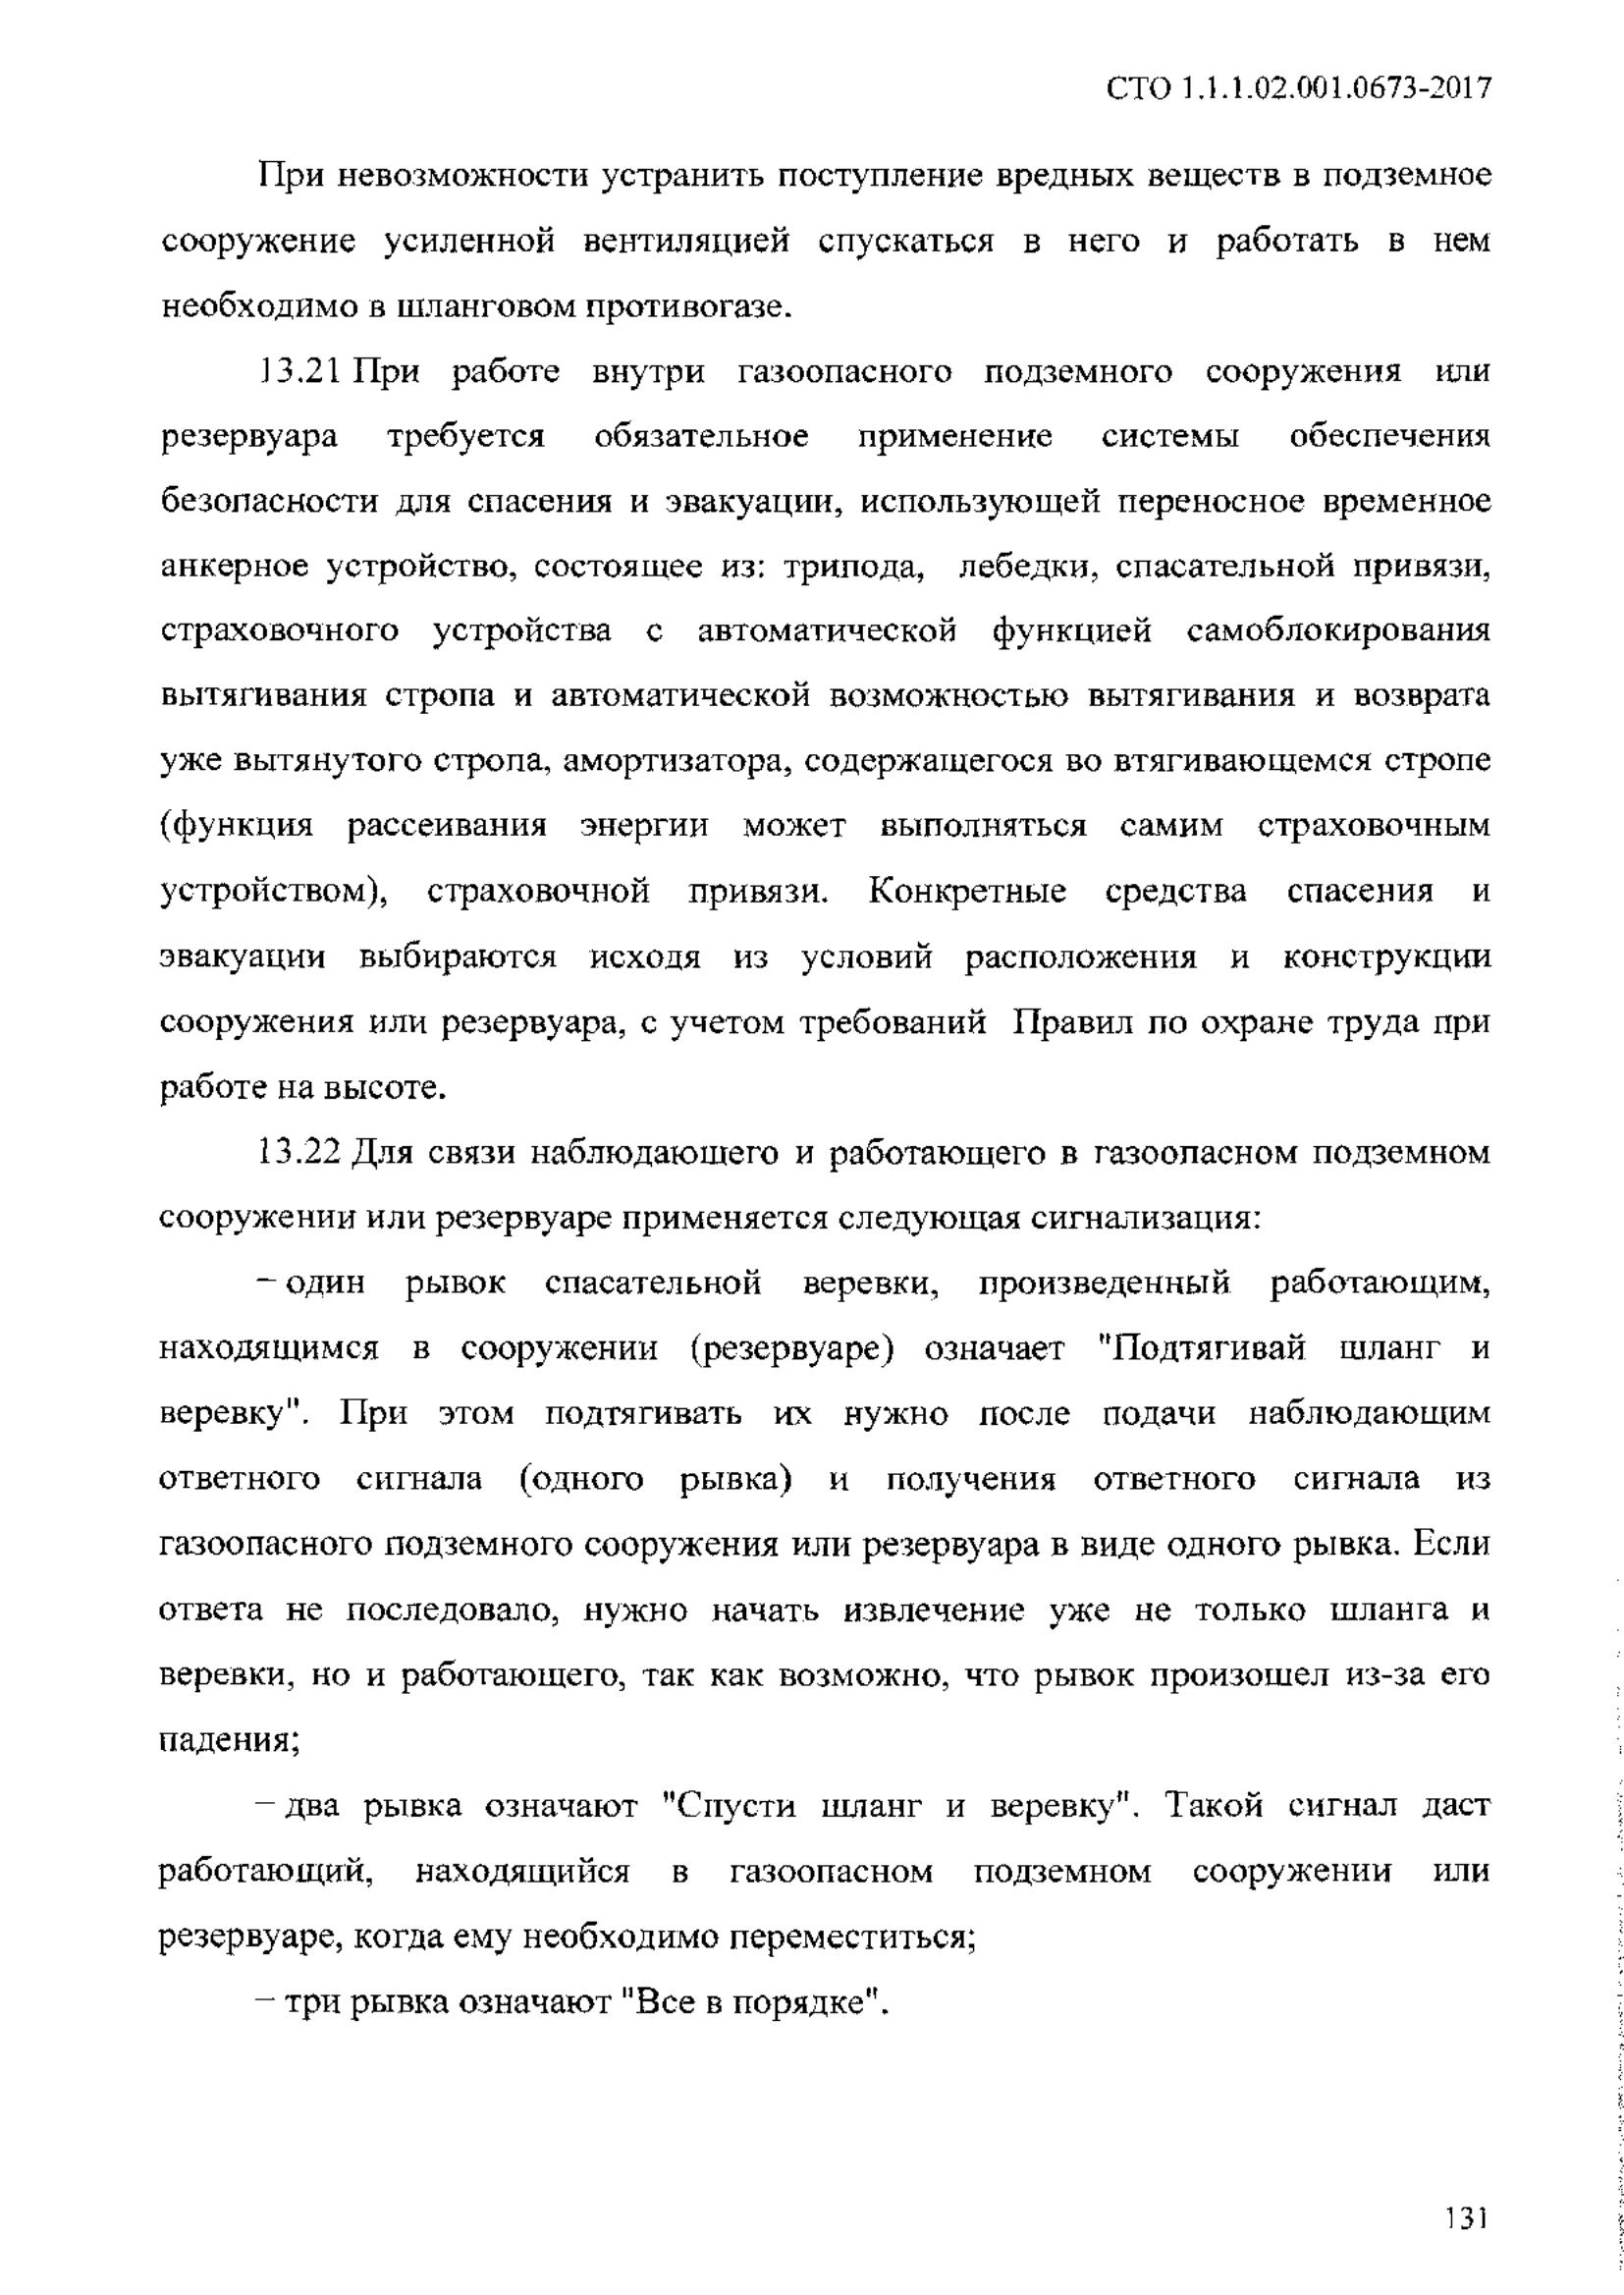 СТО 1.1.1.02.001.0673-2017
При невозможности устранить поступление вредных веществ в подземное
сооружение усиленной вентиляцией спускаться в него и работать в нем
необходимо в шланговом противогазе.
13.21 При работе внутри газоопасного подземного сооружения или
резервуара требуется обязательное применение системы обеспечения
безопасности для спасения и эвакуации, использующей переносное временное
анкерное устройство, состоящее из: трипода, лебедки, спасательной привязи,
страховочного устройства с автоматической функцией самоблокирования
вытягивания стропа и автоматической возможностью вытягивания и возврата
уже вытянутого стропа, амортизатора, содержащегося во втягивающемся стропе
(функция рассеивания энергии может выполняться самим страховочным
устройством), страховочной привязи. Конкретные средства спасения и
эвакуации выбираются исходя из условий расположения и конструкции
сооружения или резервуара, с учетом требований Правил по охране труда при
работе на высоте.
13.22 Для связи наблюдающего и работающего в газоопасном подземном
сооружении или резервуаре применяется следующая сигнализация:
– один рывок спасательной веревки, произведенный работающим,
находящимся в сооружении (резервуаре) означает "Подтягивай шланг и
веревку". При этом подтягивать их нужно после подачи наблюдающим
ответного сигнала (одного рывка) и получения ответного сигнала из
газоопасного подземного сооружения или резервуара в виде одного рывка. Если
ответа не последовало, нужно начать извлечение уже не только шланга и
веревки, но и работающего, так как возможно, что рывок произошел из-за его
падения;
– два рывка означают "Спусти шланг и веревку". Такой сигнал даст
работающий, находящийся в газоопасном подземном сооружении или
резервуаре, когда ему необходимо переместиться;
– три рывка означают "Все в порядке".
131